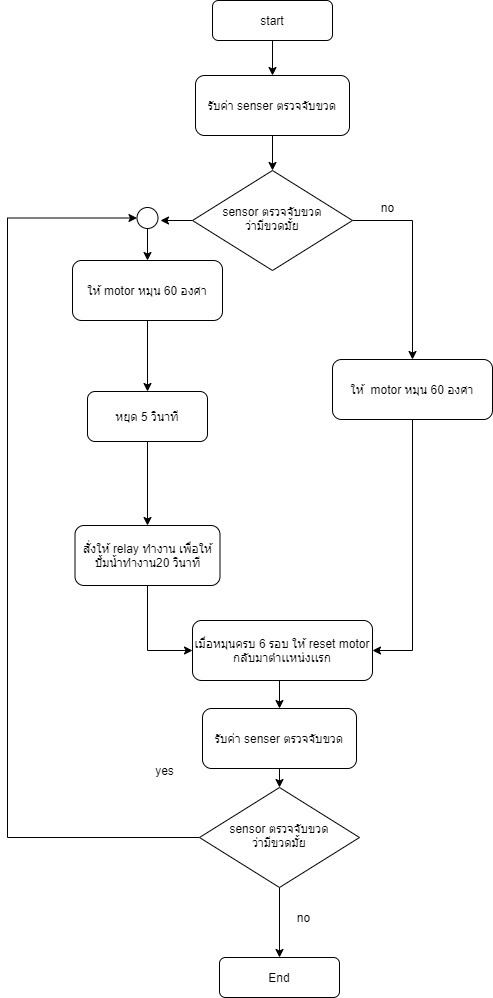 start
รับค่า senser ตรวจจับขวด
sensor ตรวจจับขวด
ว่ามีขวดมั้ย
no
ให้ motor หมุน 60 องศา
ให้ motor หมุน 60 องศา
หยุด 5 วินาที
สั่งให้ relay ทำงาน เพื่อให้
ปั๊มน้ำทำงาน20 วินาที
เมื่อหมุนครบ 6 รอบ ให้ reset motor
กลับมาตำแหน่งแรก
รับค่า senser ตรวจจับขวด
yes
sensor ตรวจจับขวด
ว่ามีขวดมั้ย
no
End